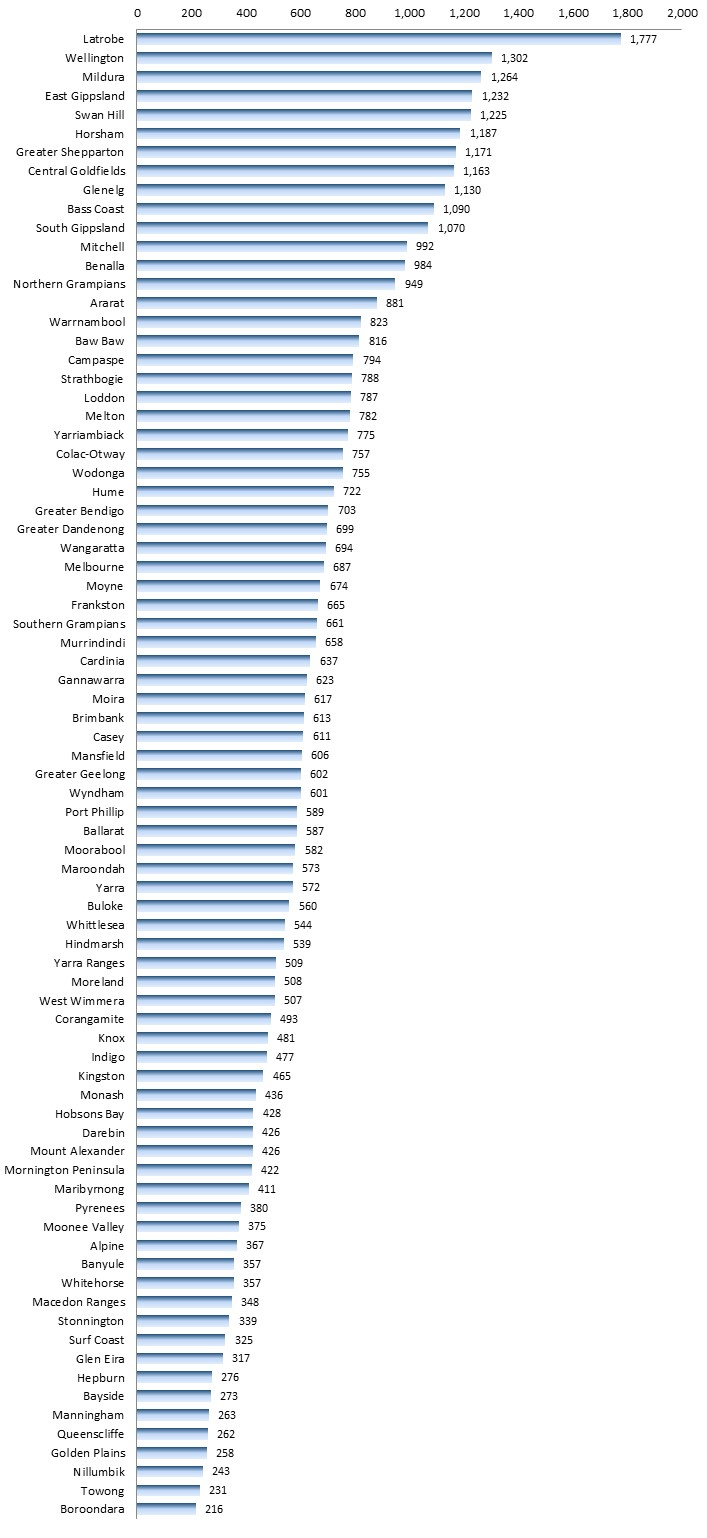 0 200 400 600 800 1,000 1,200 1,400 1,600 1,800 2,000
Latrobe 1,777
Wellington 1,302
Mildura 1,264
East Gippsland 1,232
Swan Hill 1,225
Horsham 1,187
Greater Shepparton 1,171
Central Goldfields 1,163
Glenelg 1,130
Bass Coast 1,090
South Gippsland 1,070
Mitchell 992
Benalla 984
Northern Grampians 949
Ararat 881
Warrnambool 823
Baw Baw 816
Campaspe 794
Strathbogie 788
Loddon 787
Melton 782
Yarriambiack 775
Colac-Otway 757
Wodonga 755
Hume 722
Greater Bendigo 703
Greater Dandenong 699
Wangaratta 694
Melbourne 687
Moyne 674
Frankston 665
Southern Grampians 661
Murrindindi 658
Cardinia 637
Gannawarra 623
Moira 617
Brimbank 613
Casey 611
Mansfield 606
Greater Geelong 602
Wyndham 601
Port Phillip 589
Ballarat 587
Moorabool 582
Maroondah 573
Yarra 572
Buloke 560
Whittlesea 544
Hindmarsh 539
Yarra Ranges 509
Moreland 508
West Wimmera 507
Corangamite 493
Knox 481
Indigo 477
Kingston 465
Monash 436
Hobsons Bay 428
Darebin 426
Mount Alexander 426
Mornington Peninsula 422
Maribyrnong 411
Pyrenees 380
Moonee Valley 375
Alpine 367
Banyule 357
Whitehorse 357
Macedon Ranges 348
Stonnington 339
Surf Coast 325
Glen Eira 317
Hepburn 276
Bayside 273
Manningham 263
Queenscliffe 262
Golden Plains 258
Nillumbik 243
Towong 231
Boroondara 216